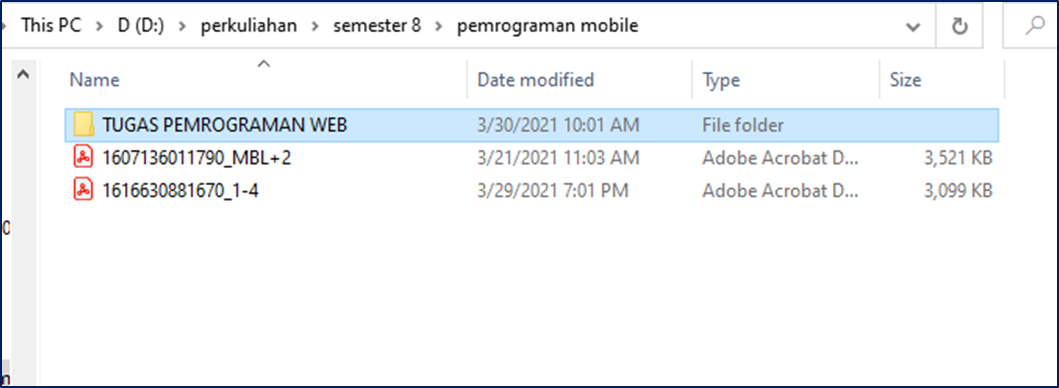 This PC > D (D:) > perkuliahan > semester 8 > pemrograman mobile
Name Date modified Type Size
TUGAS PEMROGRAMAN WEB 3/30/2021 10:01 AM File folder
1607136011790_MBL+2 3/21/2021 11:03 AM Adobe Acrobat D... 3,521 KB
1616630881670_1-4 3/29/2021 7:01 PM Adobe Acrobat D... 3,099 KB